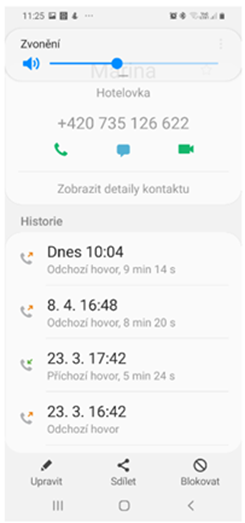 11:25
Zvonění
Marina
Hotelovka
+420 735 126 622
Zobrazit detaily kontaktu
Historie
Dnes 10:04
Odchozí hovor, 9 min 14 s
8. 4. 16:48
Odchozí hovor, 8 min 20 s
23. 3. 17:42
Příchozí hovor, 5 min 24 s
23. 3. 16:42
Odchozí hovor
Upravit
Sdílet
Blokovat